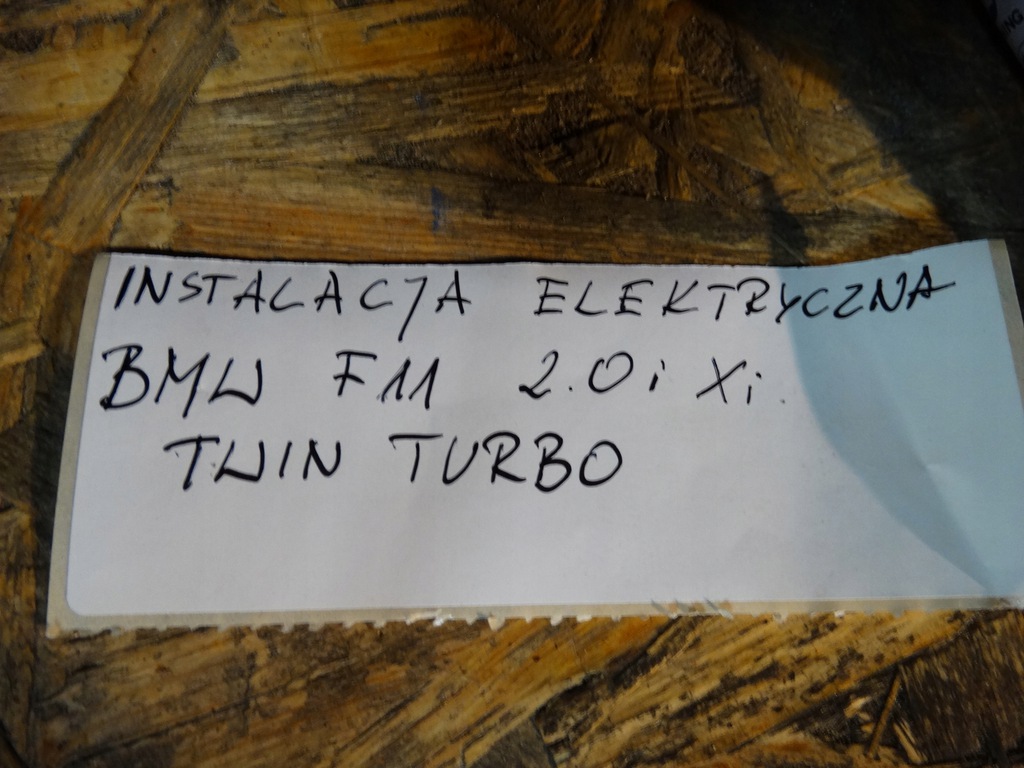 INSTALACJA ELEKTRYCZNA
BMW F11 2.0i Xi.
TWIN TURBO